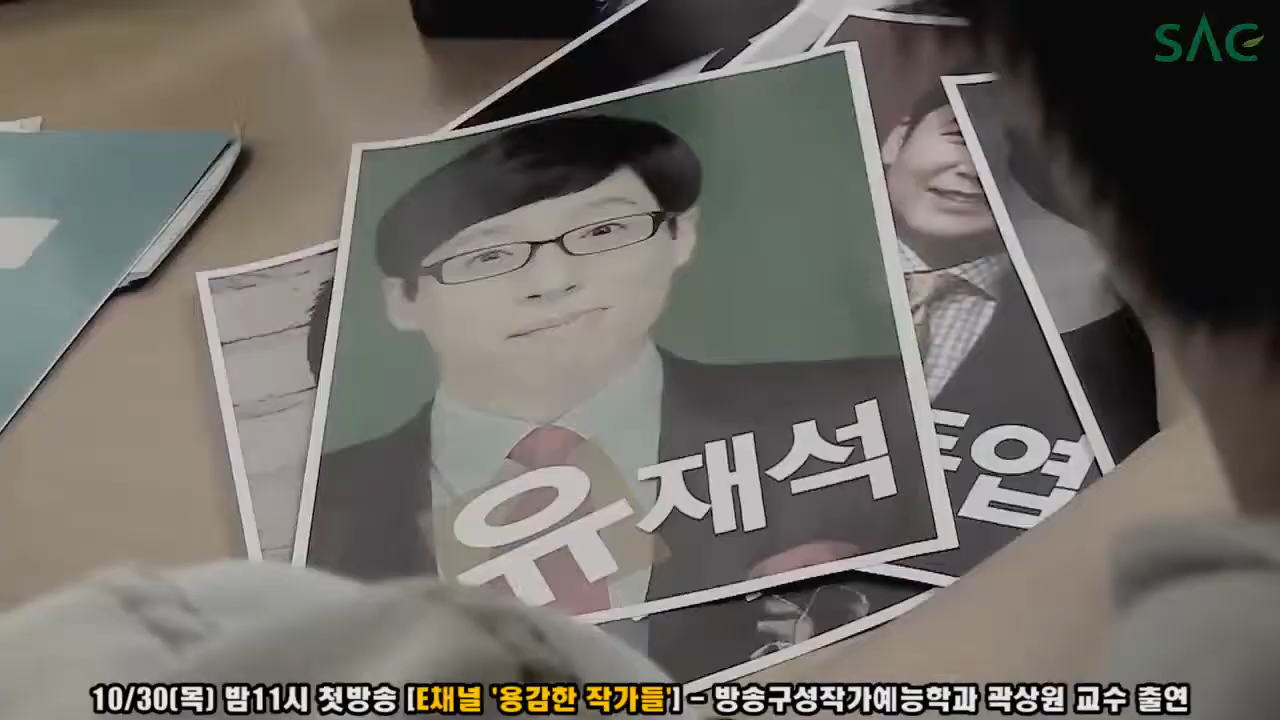 SAC
유재석
엽
10/30(목) 밤11시 첫방송 [E채널 '용감한 작가들'] - 방송구성작가예능학과 곽상원 교수 출연